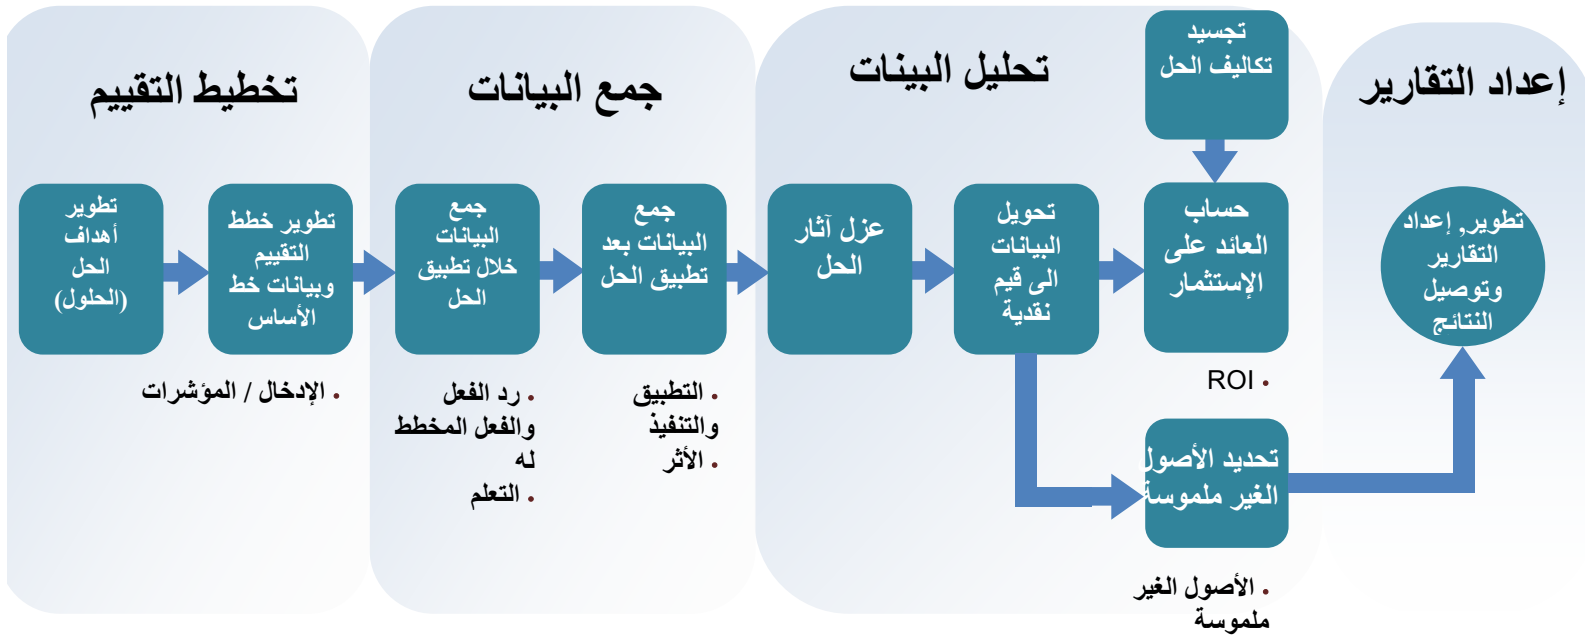 تخطيط التقييم
تطوير
أهداف
الحل
(الحلول)
تطوير خطط
التقييم
وبيانات خط
الأساس
• الإدخال / المؤشرات
جمع البيانات
جمع
البيانات
خلال تطبيق
الحل
• رد الفعل
والفعل المخطط
له
• التعلم
جمع
البيانات بعد
تطبيق الحل
• التطبيق
والتنفيذ
• الأثر
تحليل البينات
عزل آثار
الحل
تحويل
البيانات
الى قيم
نقدية
تجسيد
تكاليف الحل
حساب
العائد على
الإستثمار
• ROI
تحديد الأصول
الغير ملموسة
• الأصول الغير
ملموسة
إعداد التقارير
تطوير, إعداد
التقارير
وتوصيل
النتائج